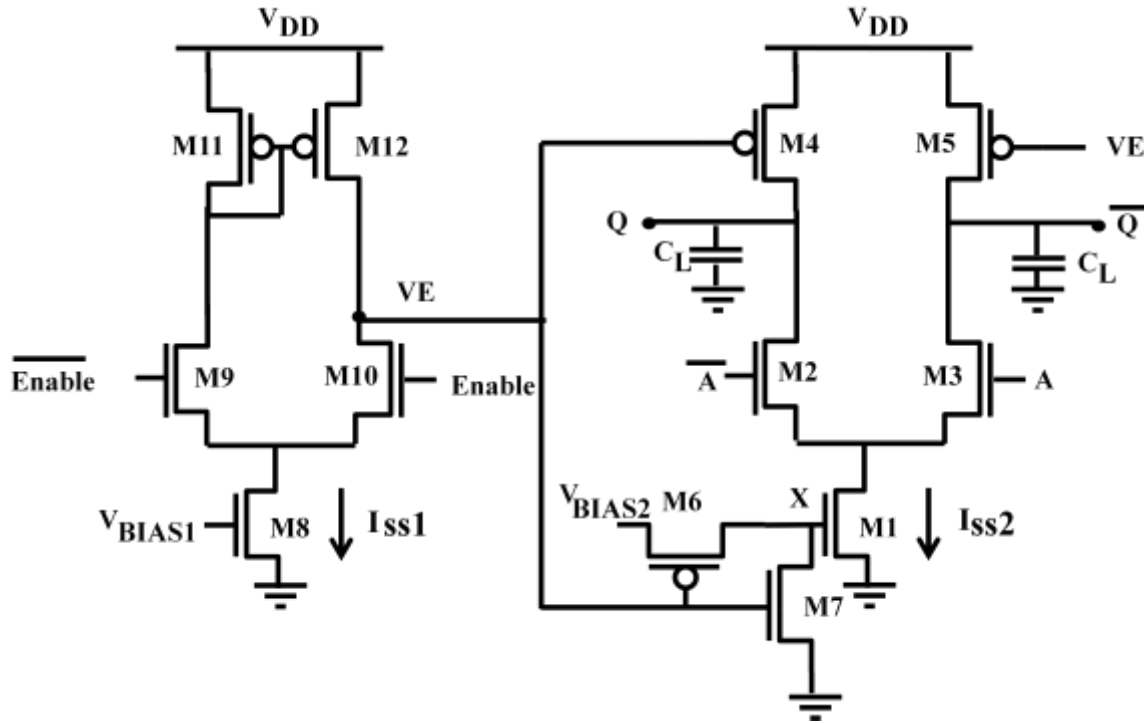 VDD
VDD
M11
M12
M4
M5
VE
Q
Q̅
CL
CL
VE
E̅n̅a̅b̅l̅e̅
M9
M10
Enable
A̅
M2
M3
A
VBIAS1
M8
ISS1
VBIAS2
M6
X
M1
ISS2
M7